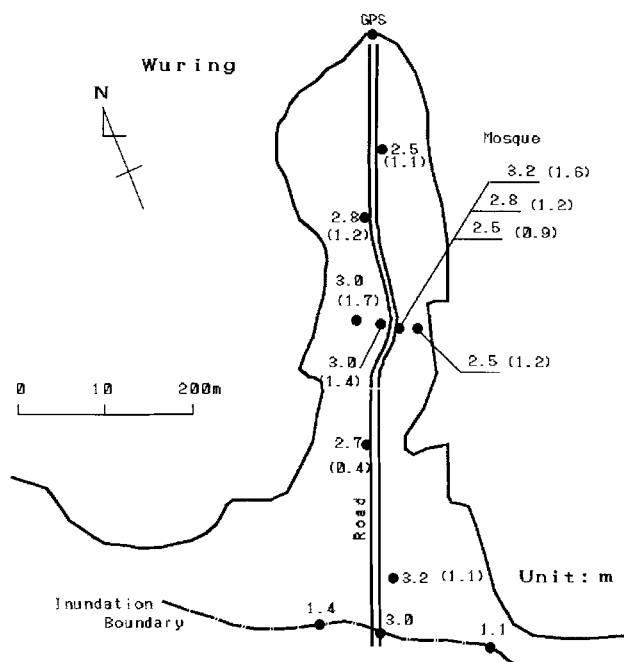 GPS
Wuring
N
2.5
(1.1)
Mosque
3.2 (1.6)
2.8 (1.2)
2.5 (0.9)
2.8
(1.2)
3.0
(1.7)
3.0
(1.4)
2.5 (1.2)
0 10 200m
2.7
(0.4)
Road
3.2 (1.1)
Unit: m
Inundation
Boundary
1.4
3.0
1.1